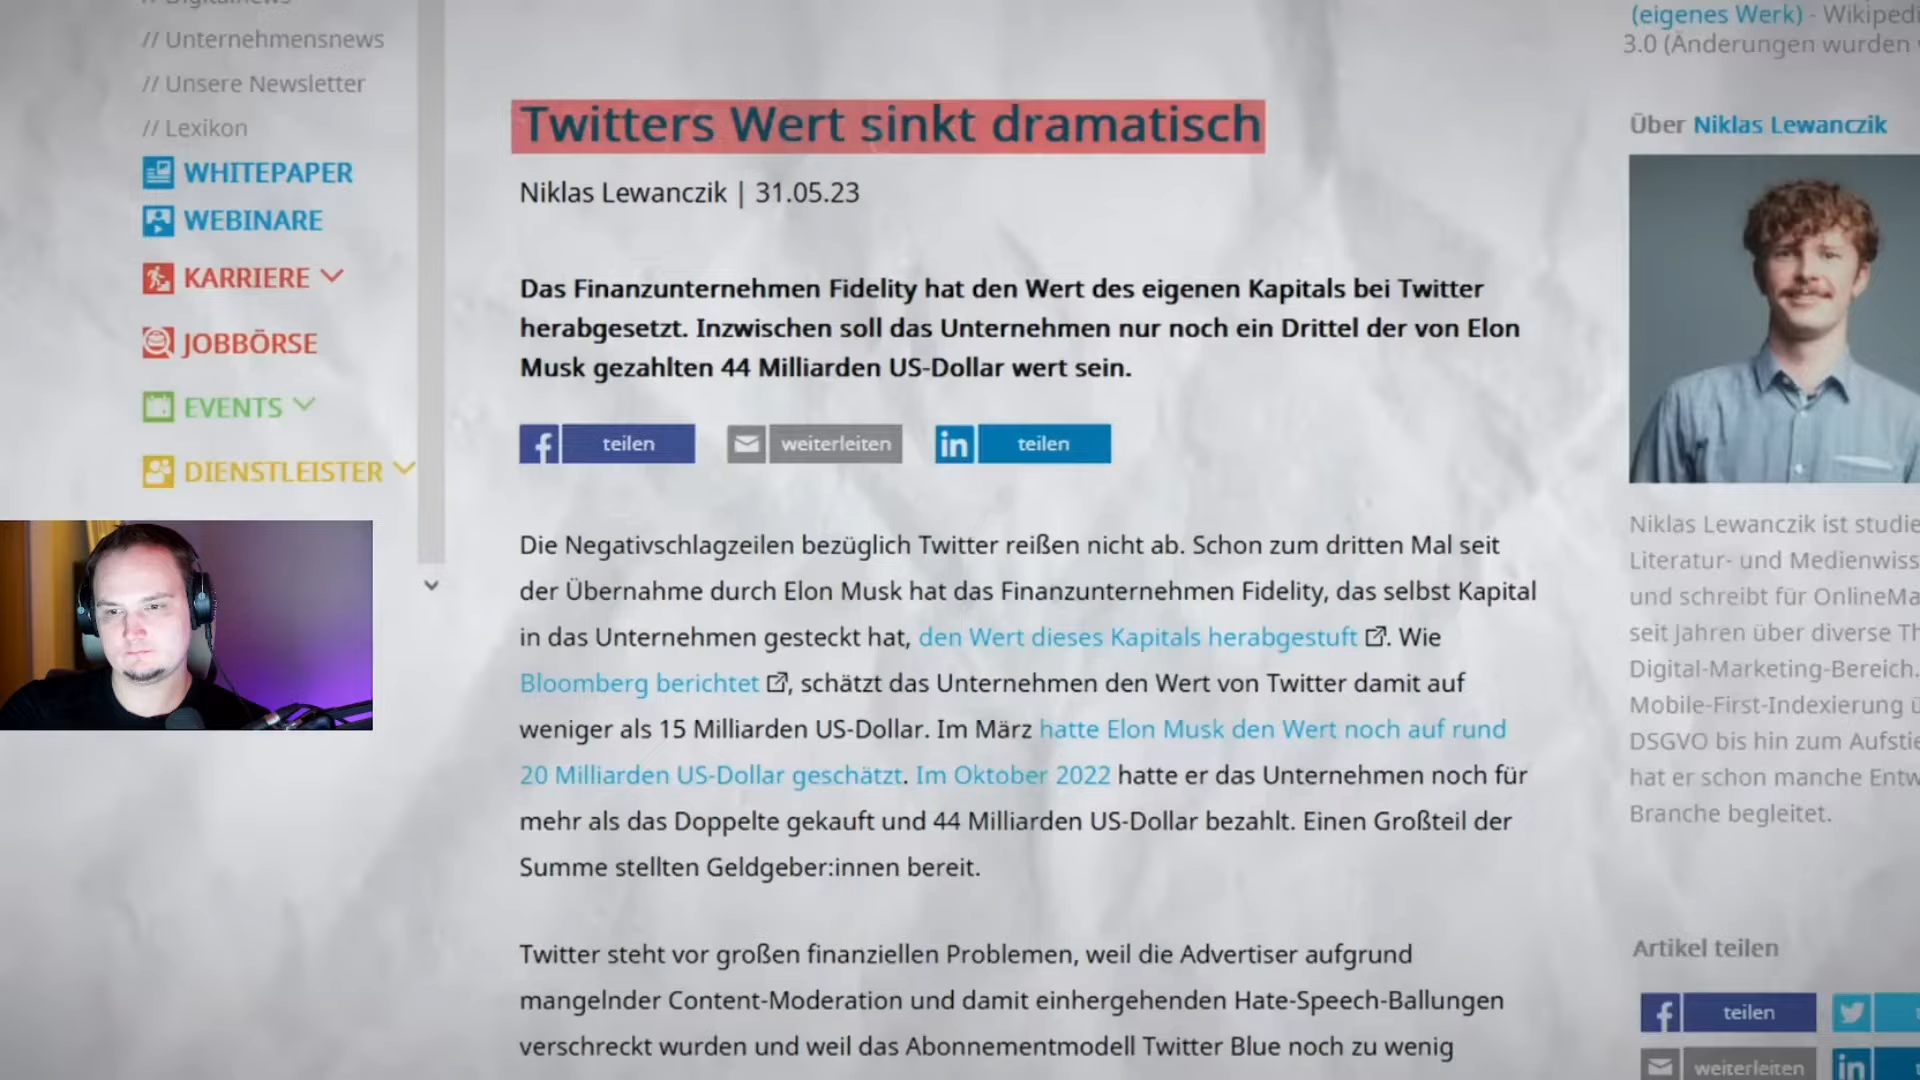 // Digitalnews
// Unternehmensnews
// Unsere Newsletter
// Lexikon
WHITEPAPER
WEBINARE
KARRIERE
JOBBÖRSE
EVENTS
DIENSTLEISTER
Twitters Wert sinkt dramatisch
Niklas Lewanczik | 31.05.23
Das Finanzunternehmen Fidelity hat den Wert des eigenen Kapitals bei Twitter
herabgesetzt. Inzwischen soll das Unternehmen nur noch ein Drittel der von Elon
Musk gezahlten 44 Milliarden US-Dollar wert sein.
teilen
weiterleiten
in teilen
Die Negativschlagzeilen bezüglich Twitter reißen nicht ab. Schon zum dritten Mal seit
der Übernahme durch Elon Musk hat das Finanzunternehmen Fidelity, das selbst Kapital
in das Unternehmen gesteckt hat, den Wert dieses Kapitals herabgestuft. Wie
Bloomberg berichtet, schätzt das Unternehmen den Wert von Twitter damit auf
weniger als 15 Milliarden US-Dollar. Im März hatte Elon Musk den Wert noch auf rund
20 Milliarden US-Dollar geschätzt. Im Oktober 2022 hatte er das Unternehmen noch für
mehr als das Doppelte gekauft und 44 Milliarden US-Dollar bezahlt. Einen Großteil der
Summe stellten Geldgeber:innen bereit.
Twitter steht vor großen finanziellen Problemen, weil die Advertiser aufgrund
mangelnder Content-Moderation und damit einhergehenden Hate-Speech-Ballungen
verschreckt wurden und weil das Abonnementmodell Twitter Blue noch zu wenig
(eigenes Werk) - Wikipedi
3.0 (Änderungen wurden
Über Niklas Lewanczik
Niklas Lewanczik ist studie
Literatur- und Medienwiss
und schreibt für OnlineMa
seit Jahren über diverse Th
Digital-Marketing-Bereich.
Mobile-First-Indexierung ü
DSGVO bis hin zum Aufstie
hat er schon manche Entw
Branche begleitet.
Artikel teilen
teilen
weiterleiten
in